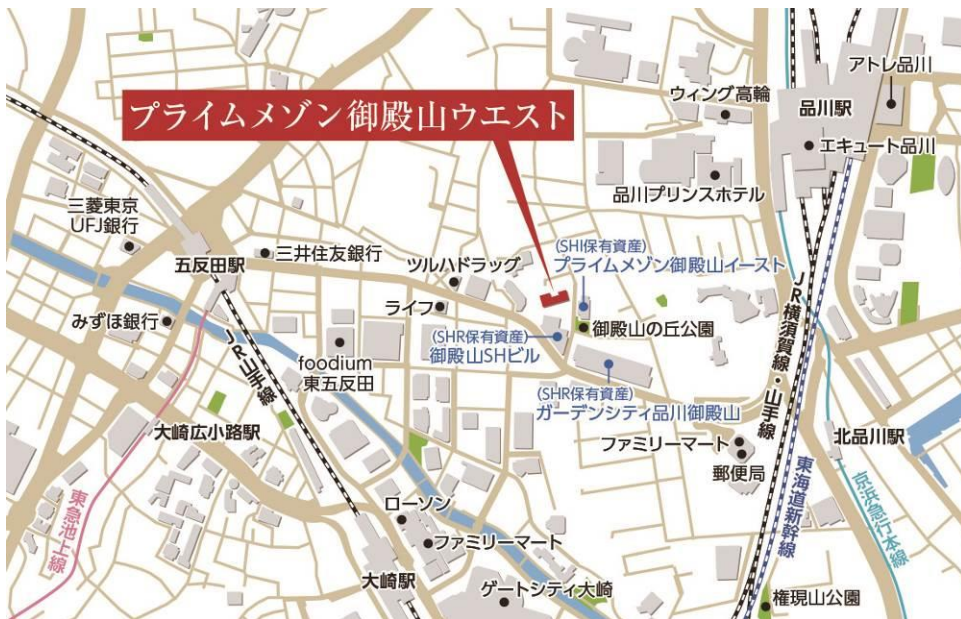 アトレ品川
ウィング高輪
品川駅
エキュート品川
プライムメゾン御殿山ウエスト
品川プリンスホテル
三菱東京
UFJ銀行
三井住友銀行
五反田駅
ツルハドラッグ
(SHI保有資産)
プライムメゾン御殿山イースト
ライフ
みずほ銀行
御殿山の丘公園
(SHR保有資産)
御殿山SHビル
foodium
東五反田
JR山手線
JR横須賀線・山手線
(SHR保有資産)
ガーデンシティ品川御殿山
大崎広小路駅
ファミリーマート
郵便局
北品川駅
東急池上線
東海道新幹線
京浜急行本線
ローソン
ファミリーマート
大崎駅
ゲートシティ大崎
権現山公園